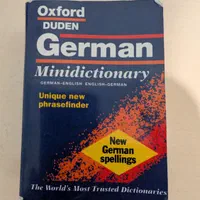 Oxford
DUDEN
German
Minidictionary
GERMAN-ENGLISH ENGLISH-GERMAN
Unique new
phrasefinder
New
German
spellings
The World's Most Trusted Dictionaries